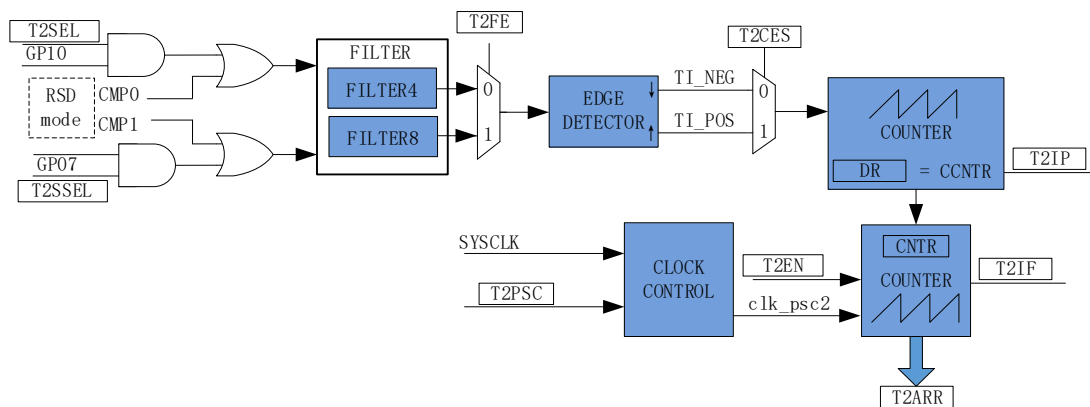 T2SEL
GP10
RSD
mode
CMP0
CMP1
GP07
T2SSEL
FILTER
FILTER4
FILTER8
T2FE
0
1
EDGE
DETECTOR
↓
↑
TI_NEG
TI_POS
T2CES
0
1
COUNTER
DR = CCNTR
T2IP
SYSCLK
T2PSC
CLOCK
CONTROL
T2EN
clk_psc2
CNTR
COUNTER
T2IF
T2ARR